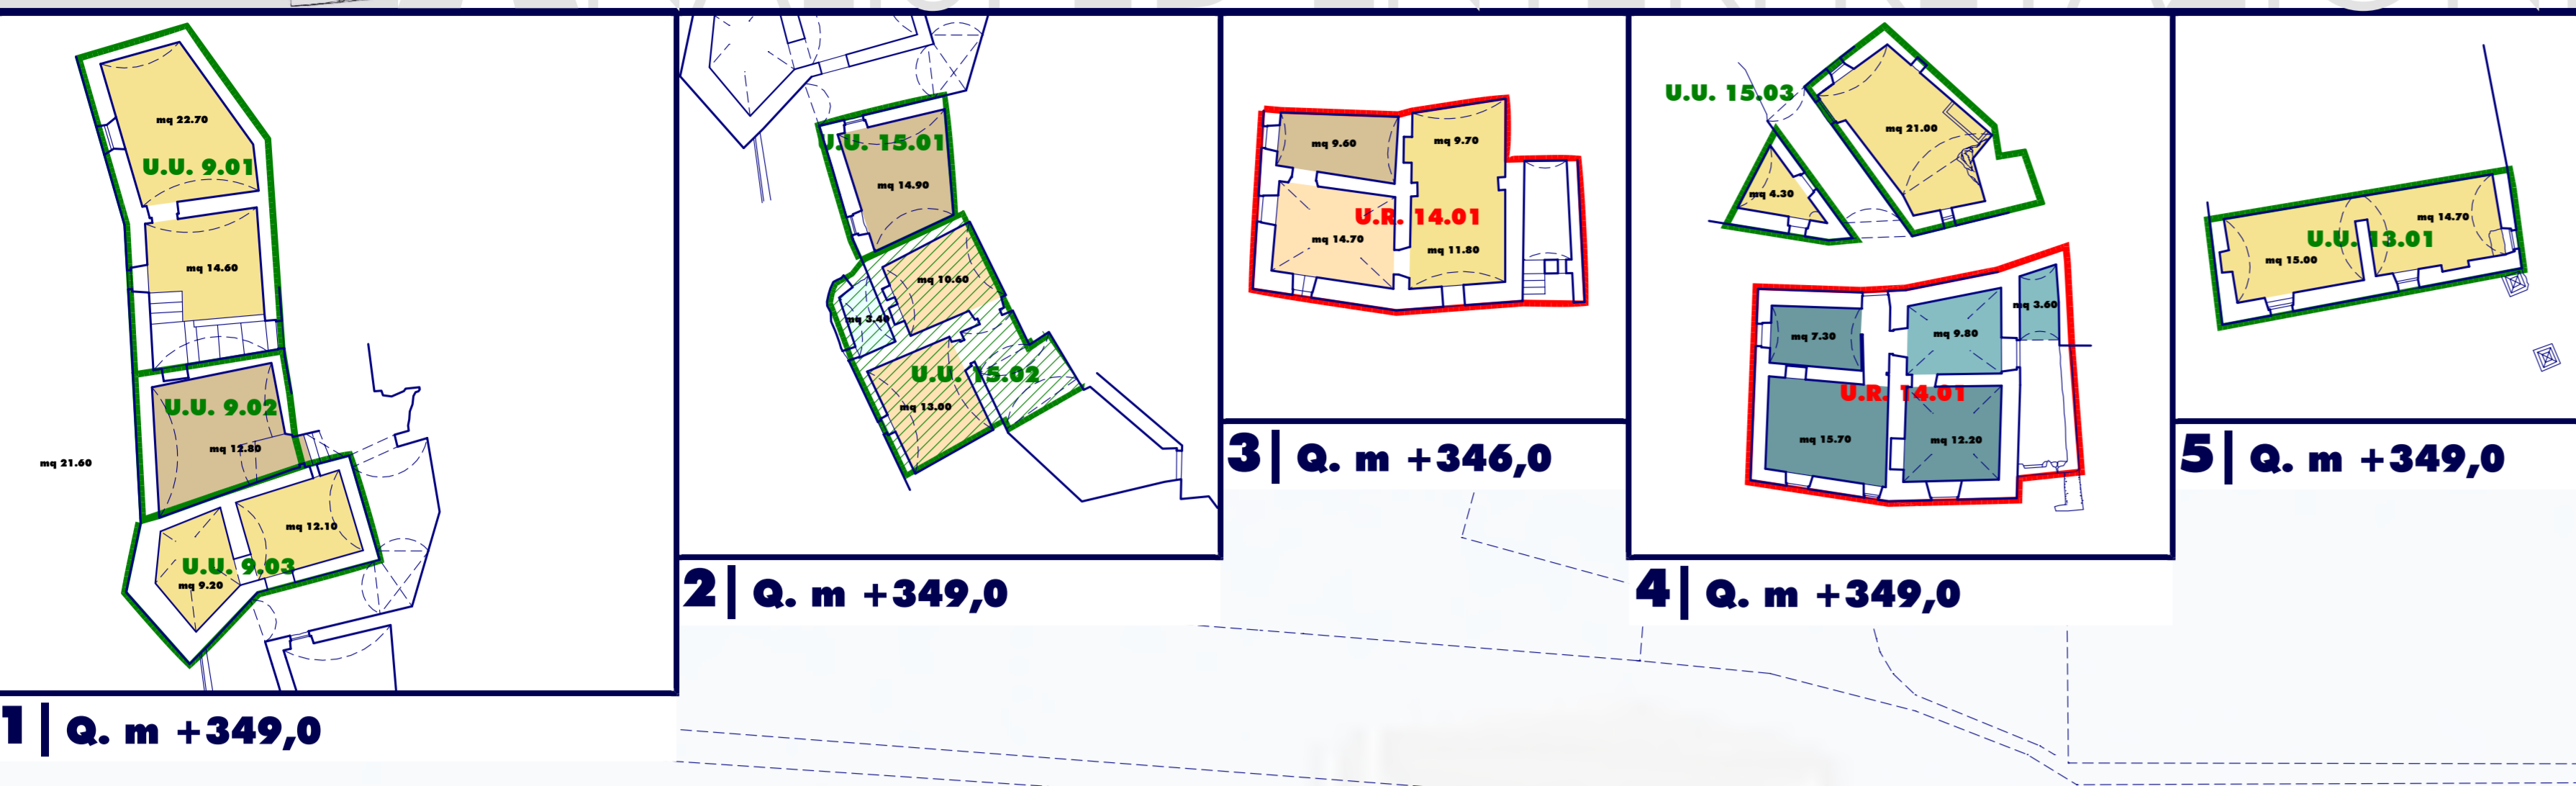 mq 22.70
U.U. 9.01
mq 14.60
U.U. 9.02
mq 12.80
mq 21.60
mq 12.10
U.U. 9.03
mq 9.20
1 | Q. m +349,0
U.U. 15.01
mq 14.90
mq 10.60
mq 3.40
U.U. 15.02
mq 13.00
2 | Q. m +349,0
mq 9.60
mq 9.70
U.R. 14.01
mq 14.70
mq 11.80
3 | Q. m +346,0
U.U. 15.03
mq 21.00
mq 4.30
mq 3.60
mq 7.30
mq 9.80
U.R. 14.01
mq 15.70
mq 12.20
4 | Q. m +349,0
mq 14.70
U.U. 13.01
mq 15.00
5 | Q. m +349,0